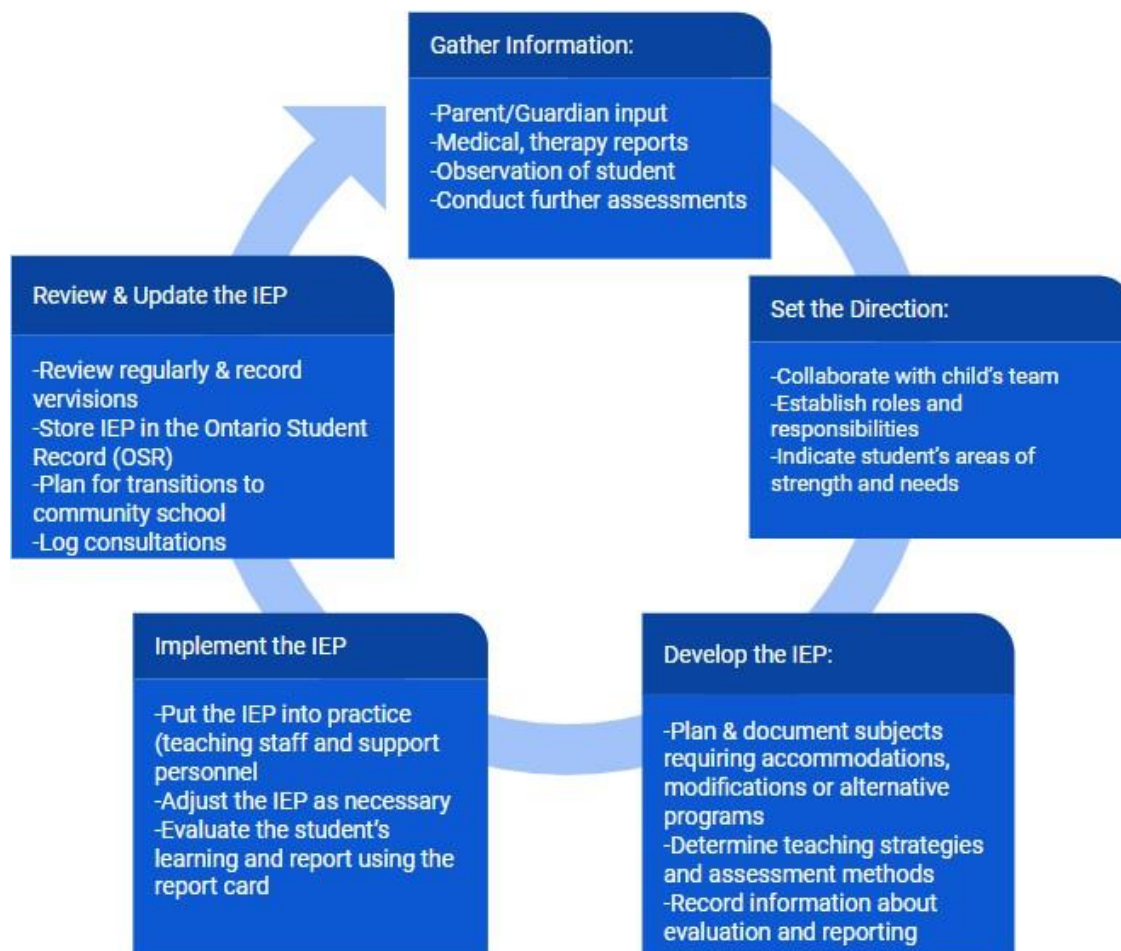 Gather Information:
-Parent/Guardian input
-Medical, therapy reports
-Observation of student
-Conduct further assessments
Set the Direction:
-Collaborate with child's team
-Establish roles and
responsibilities
-Indicate student's areas of
strength and needs
Develop the IEP:
-Plan & document subjects
requiring accommodations,
modifications or alternative
programs
-Determine teaching strategies
and assessment methods
-Record information about
evaluation and reporting
Implement the IEP
-Put the IEP into practice
(teaching staff and support
personnel
-Adjust the IEP as necessary
-Evaluate the student's
learning and report using the
report card
Review & Update the IEP
-Review regularly & record
vervisions
-Store IEP in the Ontario Student
Record (OSR)
-Plan for transitions to
community school
-Log consultations